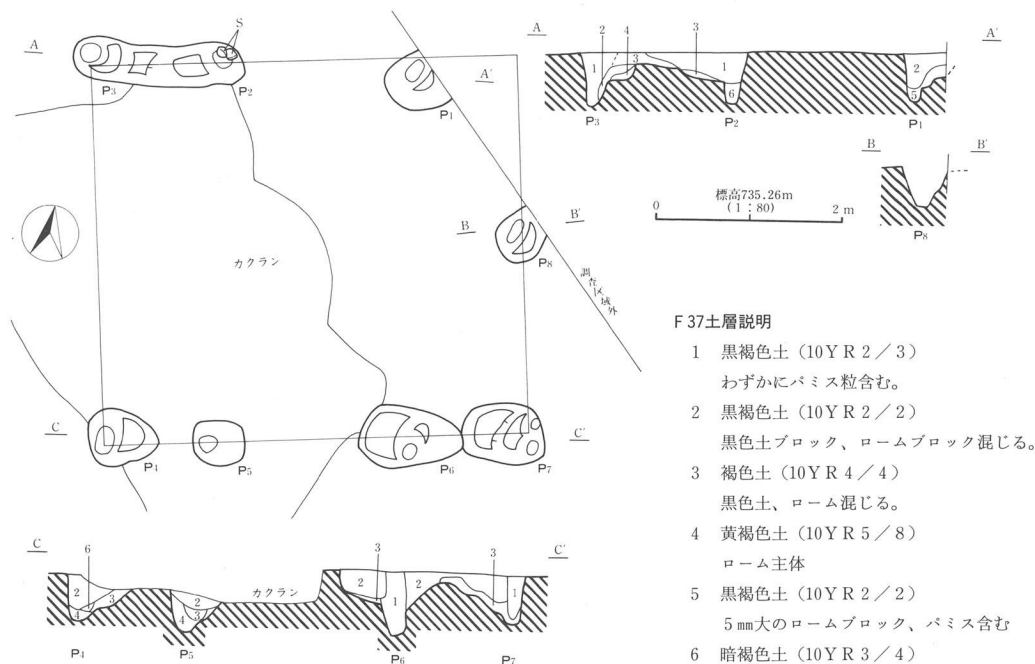 S
A
A
3
4
2
3
A'
A'
1
2
3
1
6
2
5
P3
P2
P1
P3
P2
P1
B
B'
標高735.26m
(1:80)
0
2 m
P8
B
B'
P8
カクラン
調査区域外
C
C'
P4
P5
P6
P7
C
6
3
3
C'
2
4
3
2
4
3
カクラン
2
1
2
1
P4
P5
P6
P7
F37土層説明
1 黒褐色土(10YR2/3)
わずかにパミス粒含む。
2 黒褐色土(10YR2/2)
黒色土ブロック、ロームブロック混じる。
3 褐色土(10YR4/4)
黒色土、ローム混じる。
4 黄褐色土(10YR5/8)
ローム主体
5 黒褐色土(10YR2/2)
5㎜大のロームブロック、パミス含む
6 暗褐色土(10YR3/4)